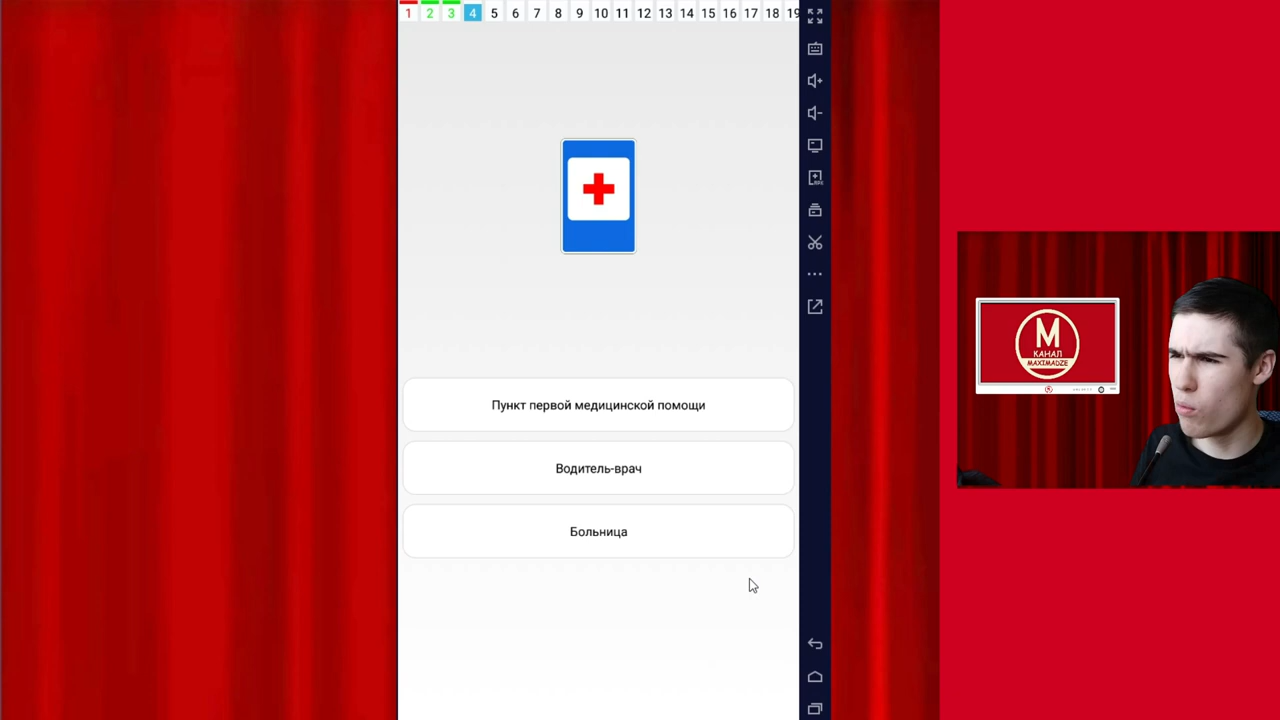 1 2 3 4 5 6 7 8 9 10 11 12 13 14 15 16 17 18 19
Пункт первой медицинской помощи
Водитель-врач
Больница
М
КАНАЛ
MAXIMADZE